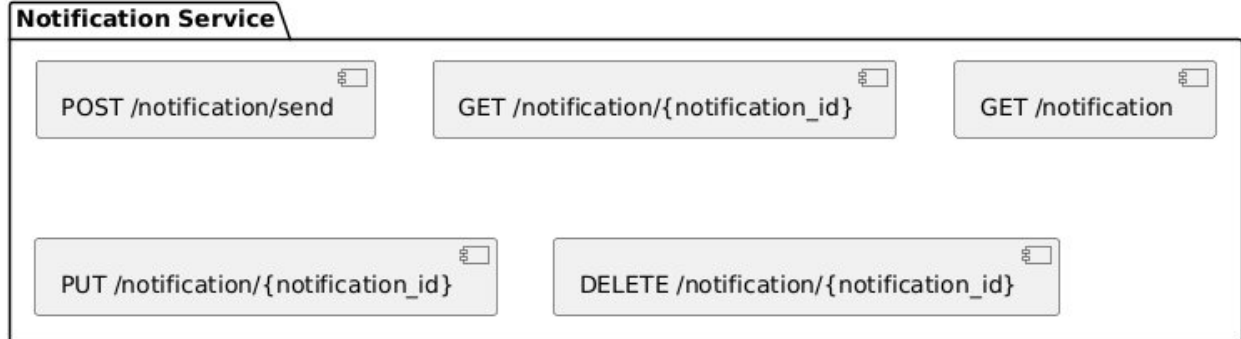 Notification Service
POST /notification/send
GET /notification/{notification_id}
GET /notification
PUT /notification/{notification_id}
DELETE /notification/{notification_id}